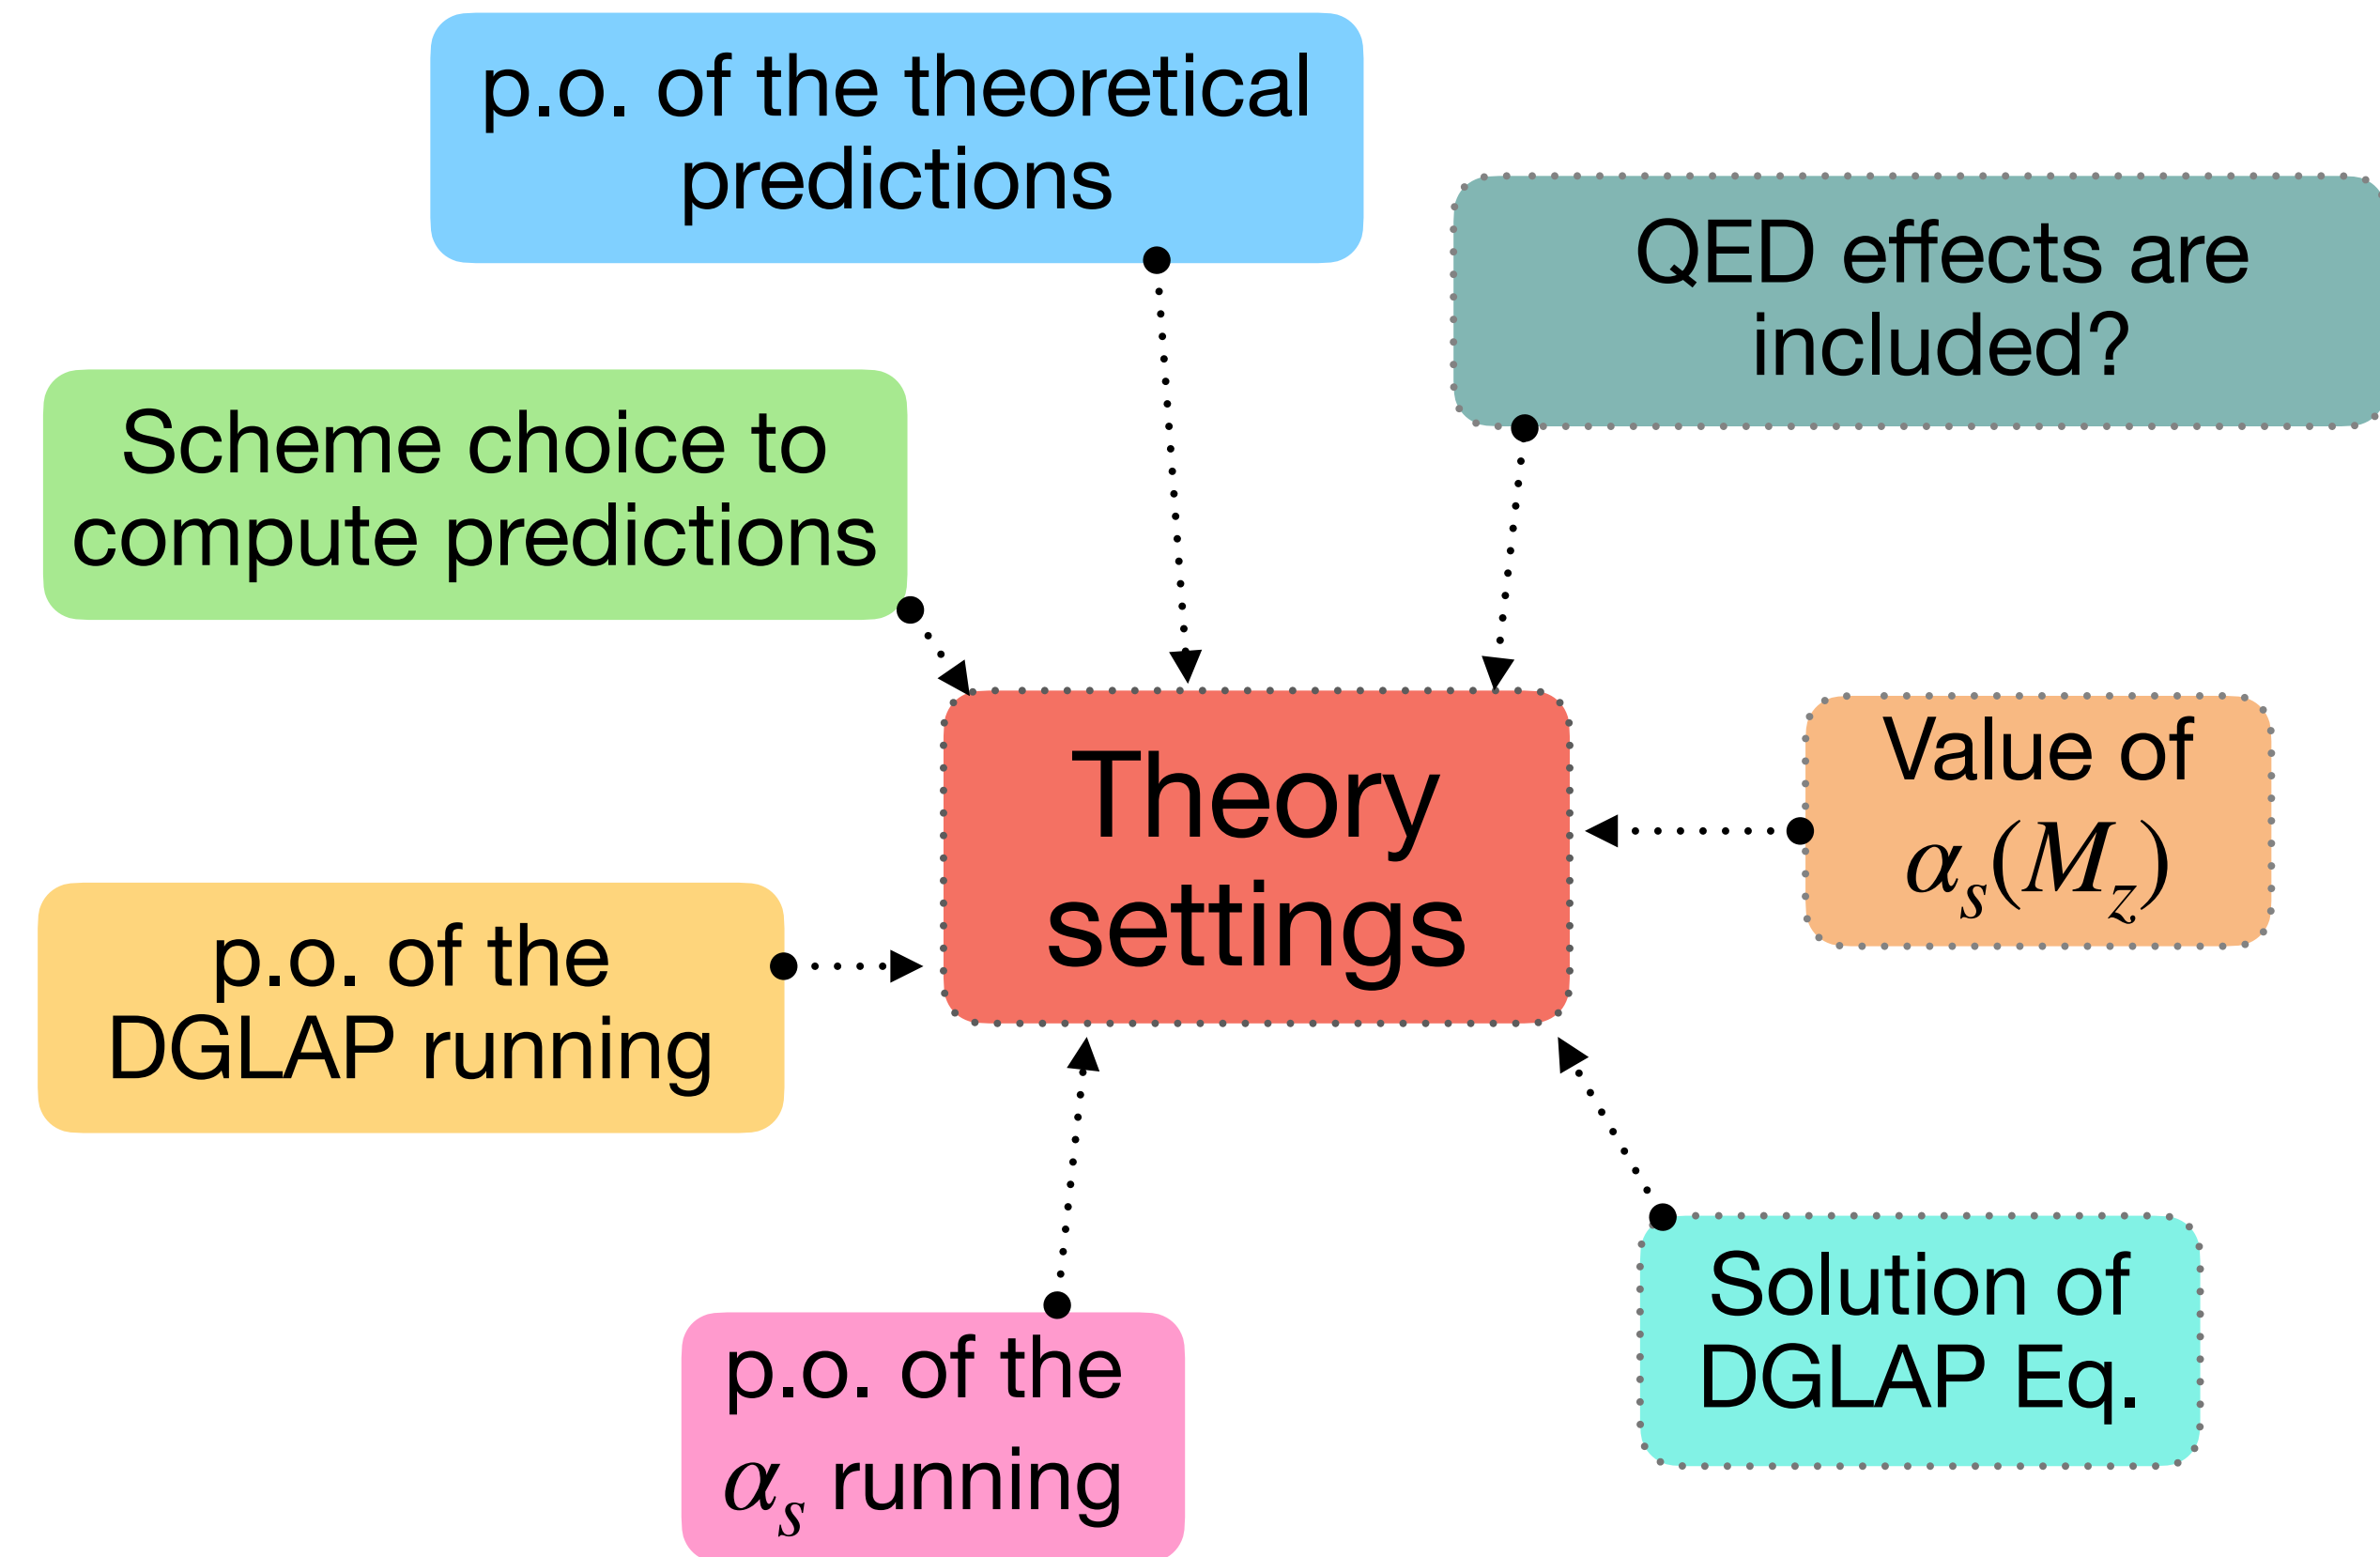 p.o. of the theoretical
predictions
QED effects are
included?
Scheme choice to
compute predictions
Theory
settings
Value of
αₛ(M_Z)
p.o. of the
DGLAP running
Solution of
DGLAP Eq.
p.o. of the
αₛ running